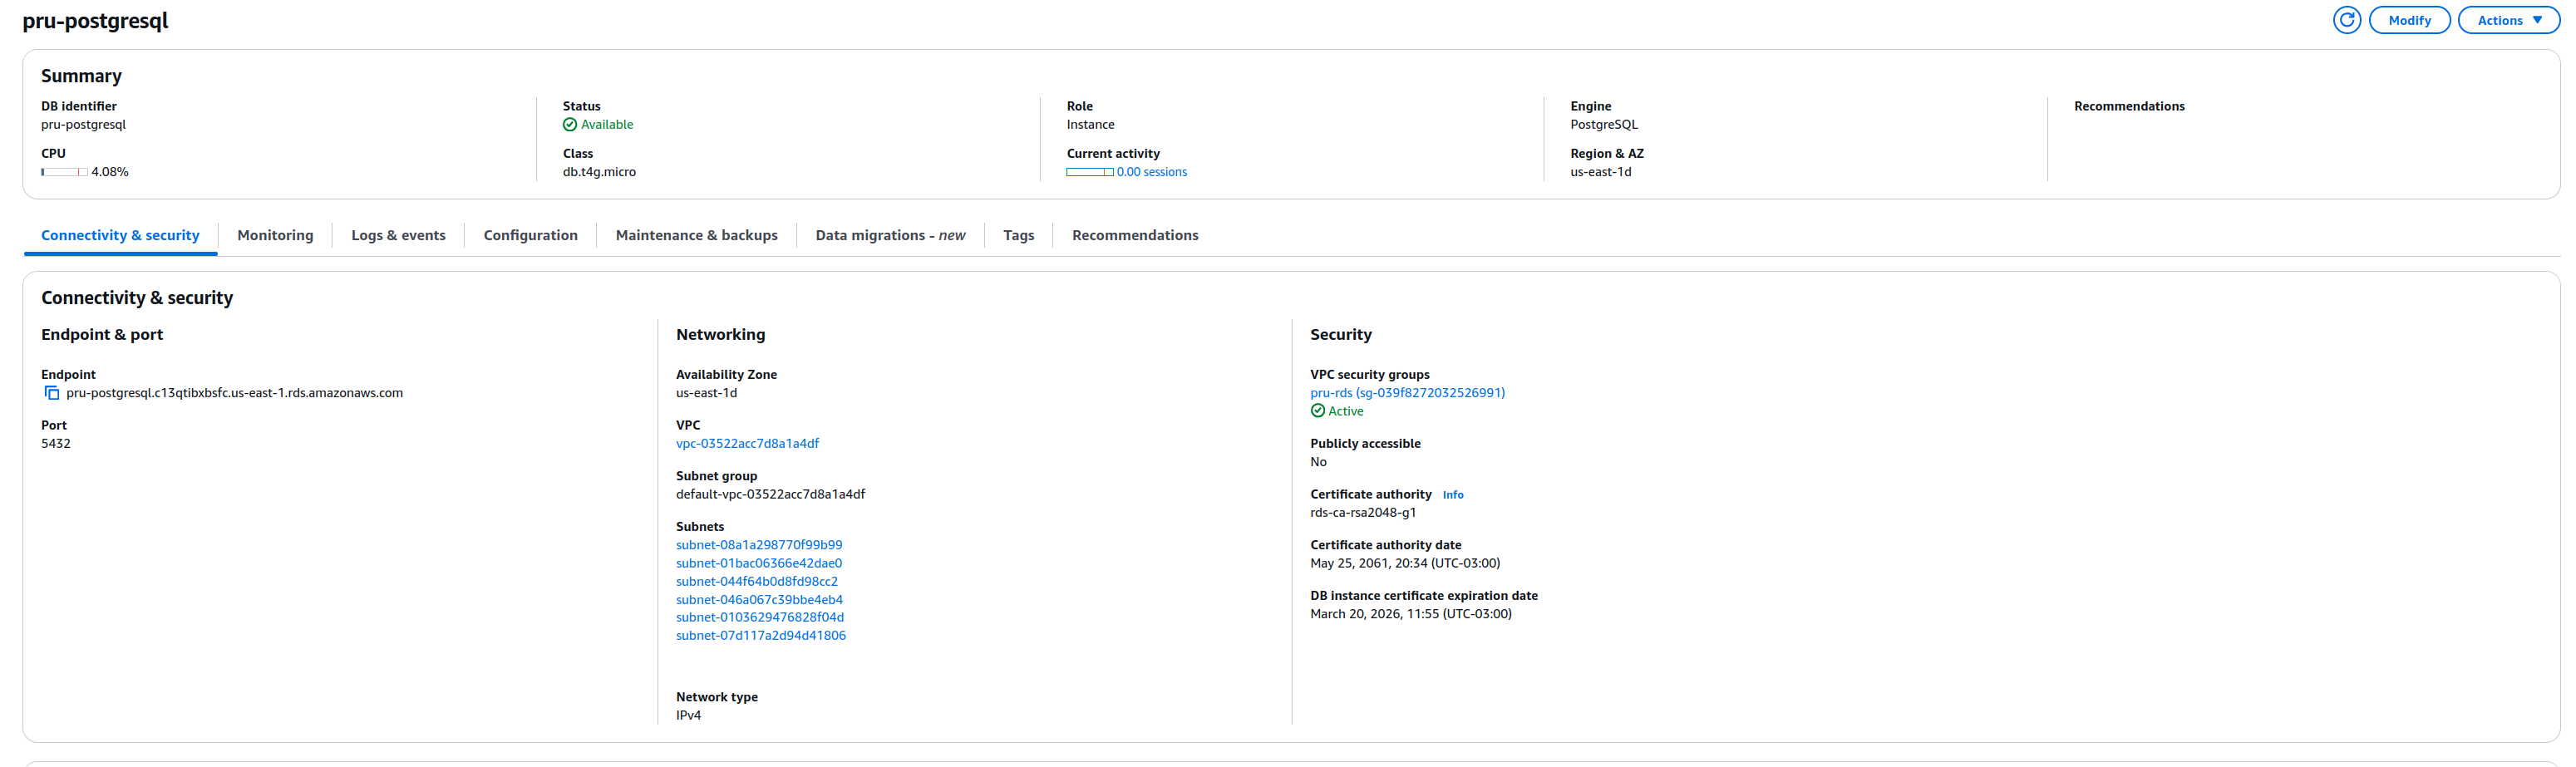 pru-postgresql
Modify
Actions
Summary
DB identifier
pru-postgresql
CPU
4.08%
Status
Available
Class
db.t4g.micro
Role
Instance
Current activity
0.00 sessions
Engine
PostgreSQL
Region & AZ
us-east-1d
Recommendations
Connectivity & security
Monitoring
Logs & events
Configuration
Maintenance & backups
Data migrations - new
Tags
Recommendations
Connectivity & security
Endpoint & port
Endpoint
pru-postgresql.c13qtibxbsfc.us-east-1.rds.amazonaws.com
Port
5432
Networking
Availability Zone
us-east-1d
VPC
vpc-03522acc7d8a1a4df
Subnet group
default-vpc-03522acc7d8a1a4df
Subnets
subnet-08a1a298770f99b99
subnet-01bac06366e42dae0
subnet-044f64b0d8fd98cc2
subnet-046a067c39bbe4eb4
subnet-0103629476828f04d
subnet-07d117a2d94d41806
Network type
IPv4
Security
VPC security groups
pru-rds (sg-039f8272032526991)
Active
Publicly accessible
No
Certificate authority Info
rds-ca-rsa2048-g1
Certificate authority date
May 25, 2061, 20:34 (UTC-03:00)
DB instance certificate expiration date
March 20, 2026, 11:55 (UTC-03:00)